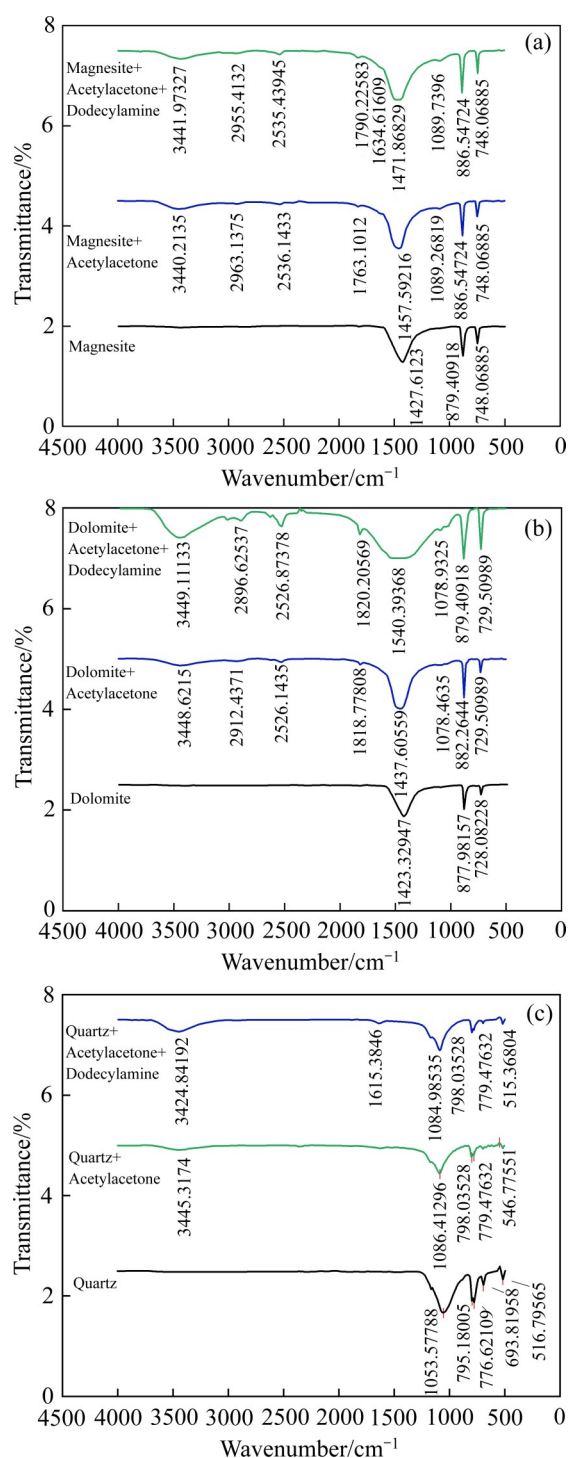 (a)
8
6
4
2
0
Transmittance/%
Magnesite+
Acetylacetone+
Dodecylamine
3441.97327
2955.4132
2535.43945
1790.22583
1634.61609
1471.86829
1089.7396
886.54724
748.06885
Magnesite+
Acetylacetone
3440.2135
2963.1375
2536.1433
1763.1012
1457.59216
1089.26819
886.54724
748.06885
Magnesite
1427.6123
879.40918
748.06885
4500 4000 3500 3000 2500 2000 1500 1000 500 0
Wavenumber/cm⁻¹
(b)
8
6
4
2
0
Transmittance/%
Dolomite+
Acetylacetone+
Dodecylamine
3449.11133
2896.62537
2526.87378
1820.20569
1540.39368
1078.9325
879.40918
729.50989
Dolomite+
Acetylacetone
3448.6215
2912.4371
2526.1435
1818.77808
1437.60559
1078.4635
882.2644
729.50989
Dolomite
1423.32947
877.98157
728.08228
4500 4000 3500 3000 2500 2000 1500 1000 500 0
Wavenumber/cm⁻¹
(c)
8
6
4
2
0
Transmittance/%
Quartz+
Acetylacetone+
Dodecylamine
3424.84192
1615.3846
1084.98535
798.03528
779.47632
515.36804
Quartz+
Acetylacetone
3445.3174
1086.41296
798.03528
779.47632
546.77551
Quartz
1053.57788
795.18005
776.62109
693.81958
516.79565
4500 4000 3500 3000 2500 2000 1500 1000 500 0
Wavenumber/cm⁻¹